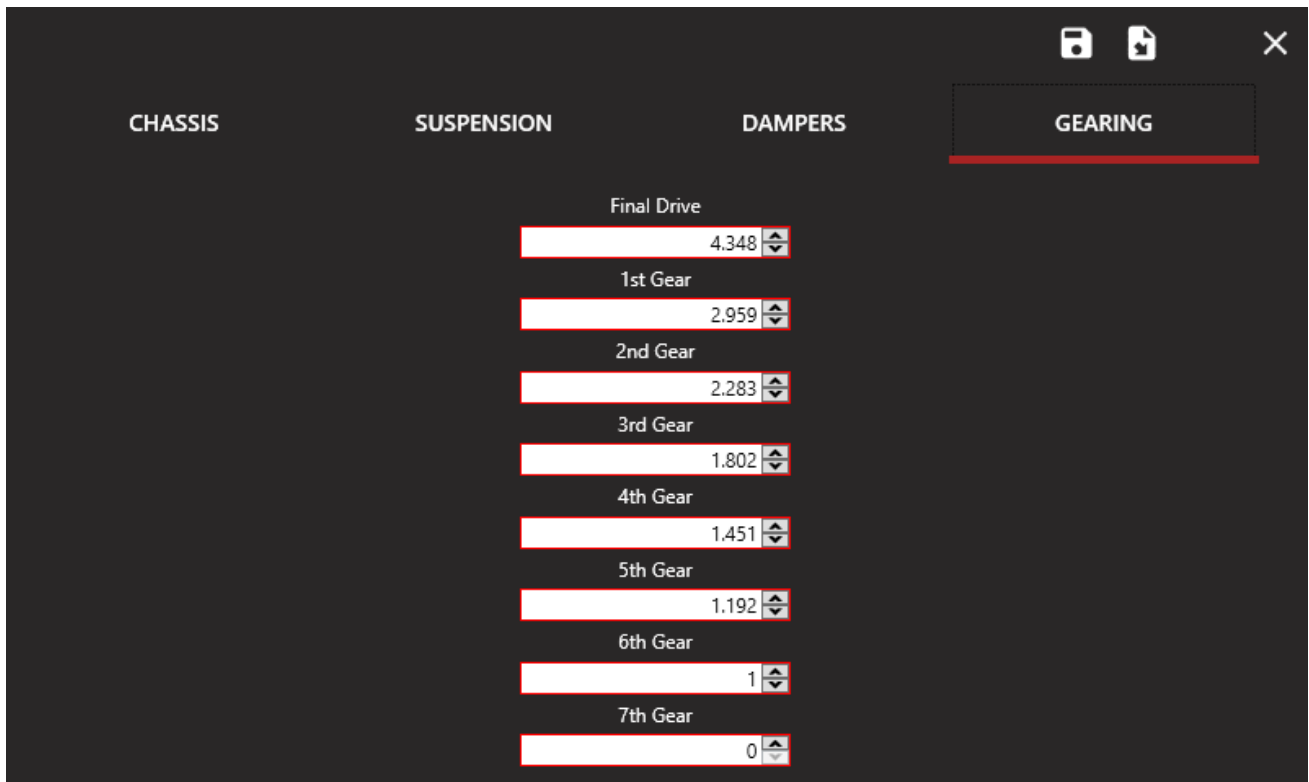 CHASSIS SUSPENSION DAMPERS GEARING
Final Drive
4.348
1st Gear
2.959
2nd Gear
2.283
3rd Gear
1.802
4th Gear
1.451
5th Gear
1.192
6th Gear
1
7th Gear
0